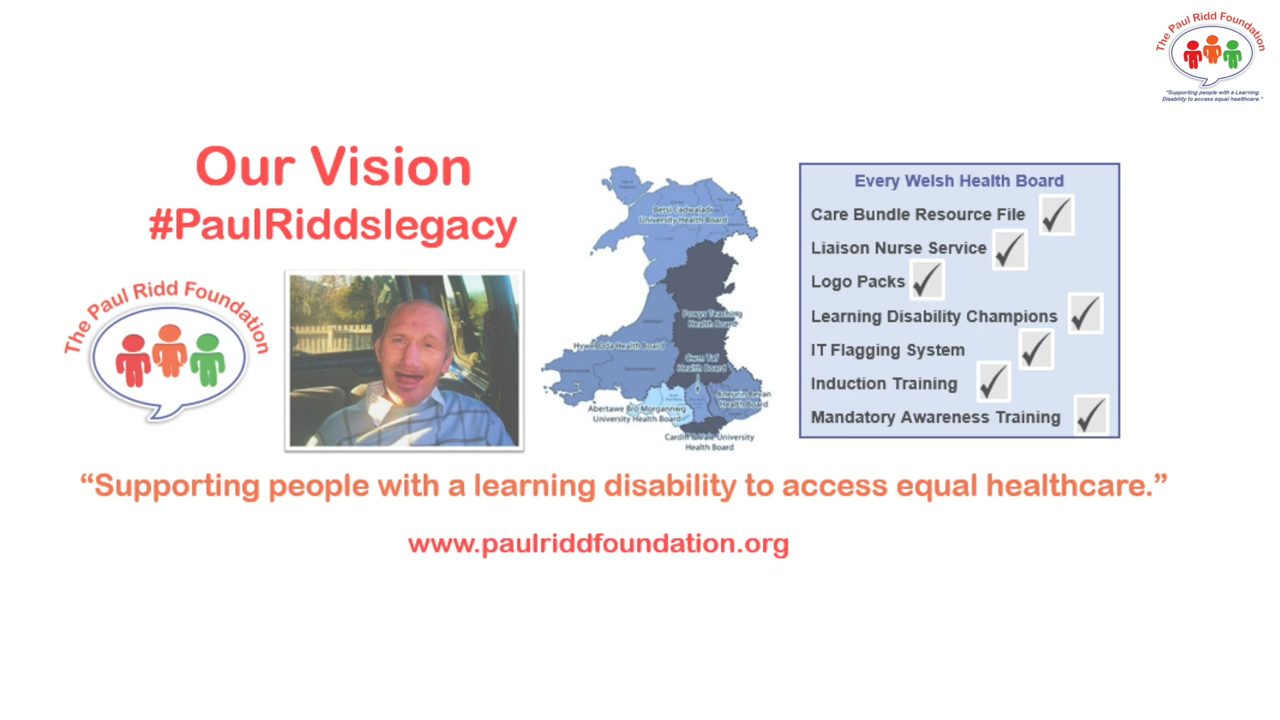 The Paul Ridd Foundation
"Supporting people with a Learning
Disability to access equal healthcare."
Our Vision
#PaulRiddslegacy
The Paul Ridd Foundation
Betsi Cadwaladr
University Health Board
Powys Teaching
Health Board
Hywel Dda Health Board
Cwm Taf
Health Board
Aneurin Bevan
Health Board
Abertawe Bro Morgannwg
University Health Board
Cardiff & Vale University
Health Board
Every Welsh Health Board
Care Bundle Resource File
Liaison Nurse Service
Logo Packs
Learning Disability Champions
IT Flagging System
Induction Training
Mandatory Awareness Training
“Supporting people with a learning disability to access equal healthcare.”
www.paulriddfoundation.org